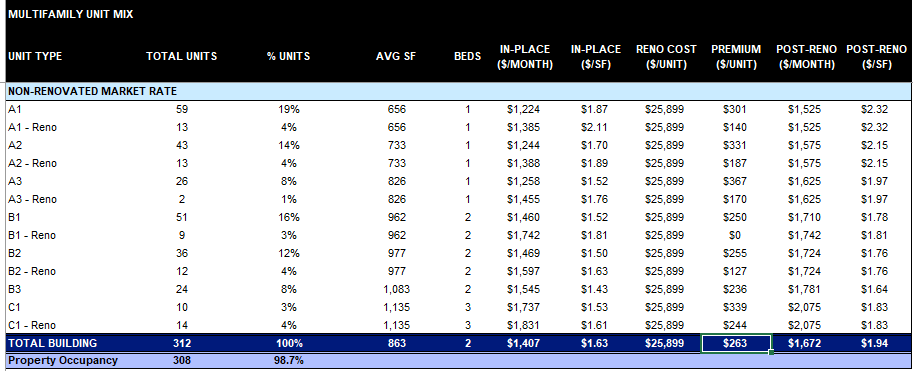 MULTIFAMILY UNIT MIX
UNIT TYPE TOTAL UNITS % UNITS AVG SF BEDS IN-PLACE ($/MONTH) IN-PLACE ($/SF) RENO COST ($/UNIT) PREMIUM ($/UNIT) POST-RENO ($/MONTH) POST-RENO ($/SF)
NON-RENOVATED MARKET RATE
A1 59 19% 656 1 $1,224 $1.87 $25,899 $301 $1,525 $2.32
A1 - Reno 13 4% 656 1 $1,385 $2.11 $25,899 $140 $1,525 $2.32
A2 43 14% 733 1 $1,244 $1.70 $25,899 $331 $1,575 $2.15
A2 - Reno 13 4% 733 1 $1,388 $1.89 $25,899 $187 $1,575 $2.15
A3 26 8% 826 1 $1,258 $1.52 $25,899 $367 $1,625 $1.97
A3 - Reno 2 1% 826 1 $1,455 $1.76 $25,899 $170 $1,625 $1.97
B1 51 16% 962 2 $1,460 $1.52 $25,899 $250 $1,710 $1.78
B1 - Reno 9 3% 962 2 $1,742 $1.81 $25,899 $0 $1,742 $1.81
B2 36 12% 977 2 $1,469 $1.50 $25,899 $255 $1,724 $1.76
B2 - Reno 12 4% 977 2 $1,597 $1.63 $25,899 $127 $1,724 $1.76
B3 24 8% 1,083 2 $1,545 $1.43 $25,899 $236 $1,781 $1.64
C1 10 3% 1,135 3 $1,737 $1.53 $25,899 $339 $2,075 $1.83
C1 - Reno 14 4% 1,135 3 $1,831 $1.61 $25,899 $244 $2,075 $1.83
TOTAL BUILDING 312 100% 863 2 $1,407 $1.63 $25,899 $263 $1,672 $1.94
Property Occupancy 308 98.7%